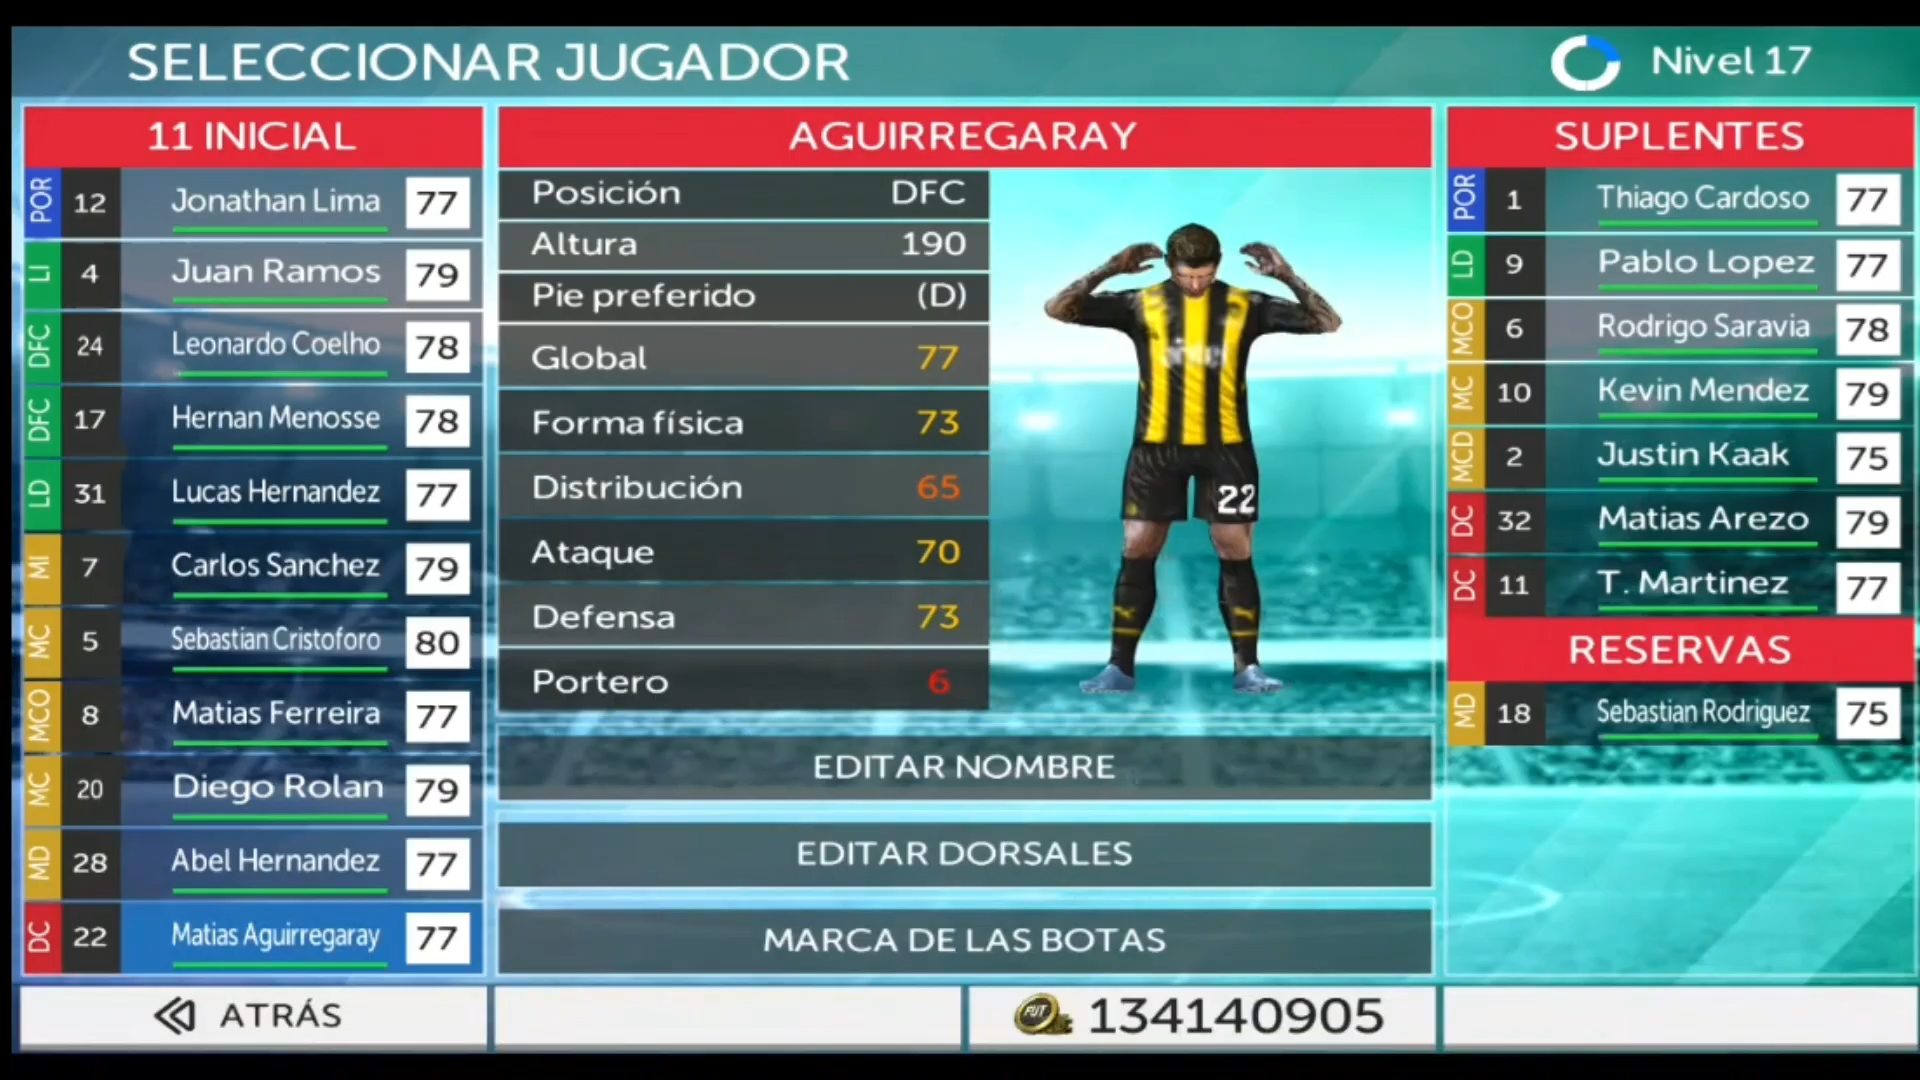 SELECCIONAR JUGADOR
Nivel 17
11 INICIAL
POR 12 Jonathan Lima 77
LI 4 Juan Ramos 79
DFC 24 Leonardo Coelho 78
DFC 17 Hernan Menosse 78
LD 31 Lucas Hernandez 77
MI 7 Carlos Sanchez 79
MC 5 Sebastian Cristoforo 80
MCO 8 Matias Ferreira 77
MC 20 Diego Rolan 79
MD 28 Abel Hernandez 77
DC 22 Matias Aguirregaray 77
AGUIRREGARAY
Posición DFC
Altura 190
Pie preferido (D)
Global 77
Forma física 73
Distribución 65
Ataque 70
Defensa 73
Portero 6
22
EDITAR NOMBRE
EDITAR DORSALES
MARCA DE LAS BOTAS
SUPLENTES
POR 1 Thiago Cardoso 77
LD 9 Pablo Lopez 77
MCO 6 Rodrigo Saravia 78
MC 10 Kevin Mendez 79
MCD 2 Justin Kaak 75
DC 32 Matias Arezo 79
DC 11 T. Martinez 77
RESERVAS
MD 18 Sebastian Rodriguez 75
ATRÁS
FUT 134140905